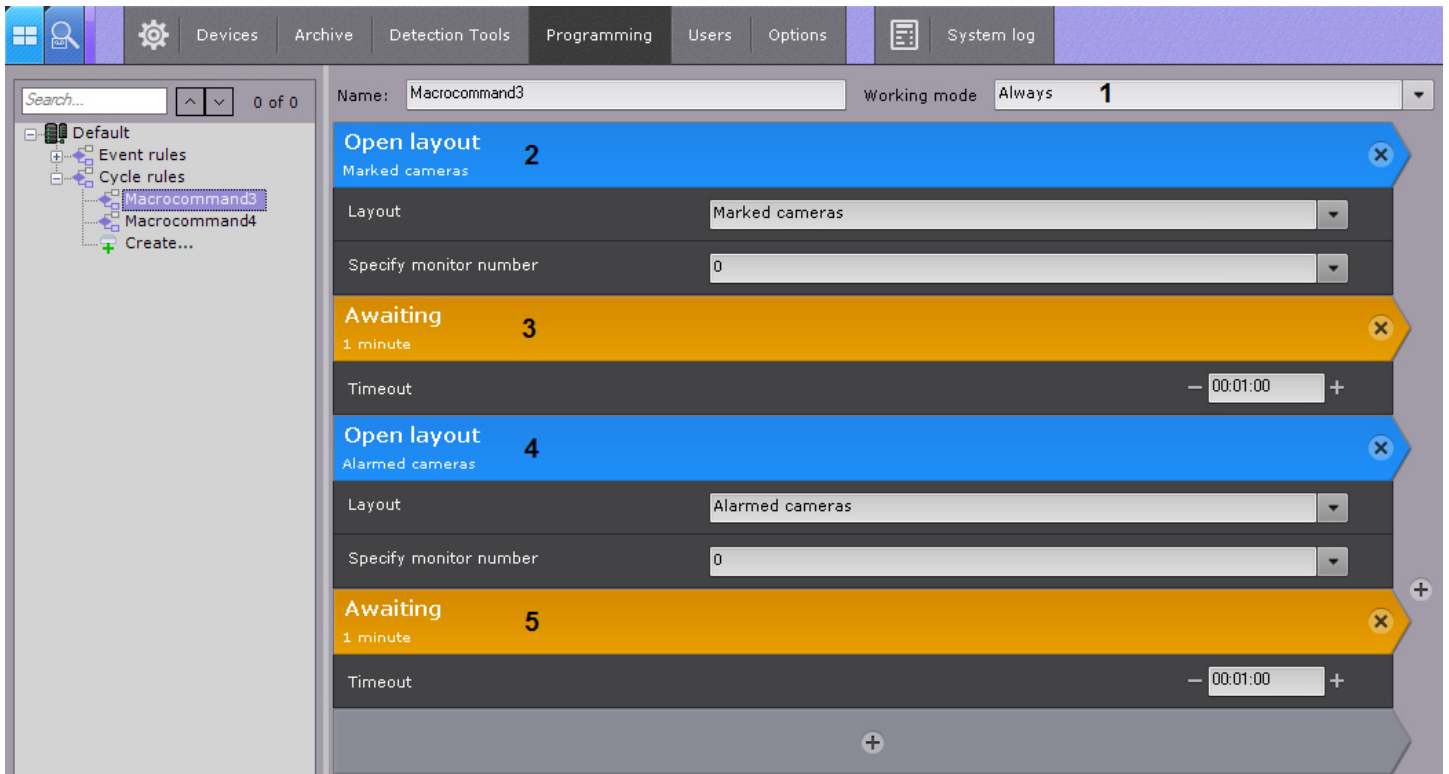 Devices Archive Detection Tools Programming Users Options System log
Search... 0 of 0
Default
Event rules
Cycle rules
Macrocommand3
Macrocommand4
Create...
Name: Macrocommand3 Working mode Always 1
Open layout 2
Marked cameras
Layout Marked cameras
Specify monitor number 0
Awaiting 3
1 minute
Timeout 00:01:00
Open layout 4
Alarmed cameras
Layout Alarmed cameras
Specify monitor number 0
Awaiting 5
1 minute
Timeout 00:01:00